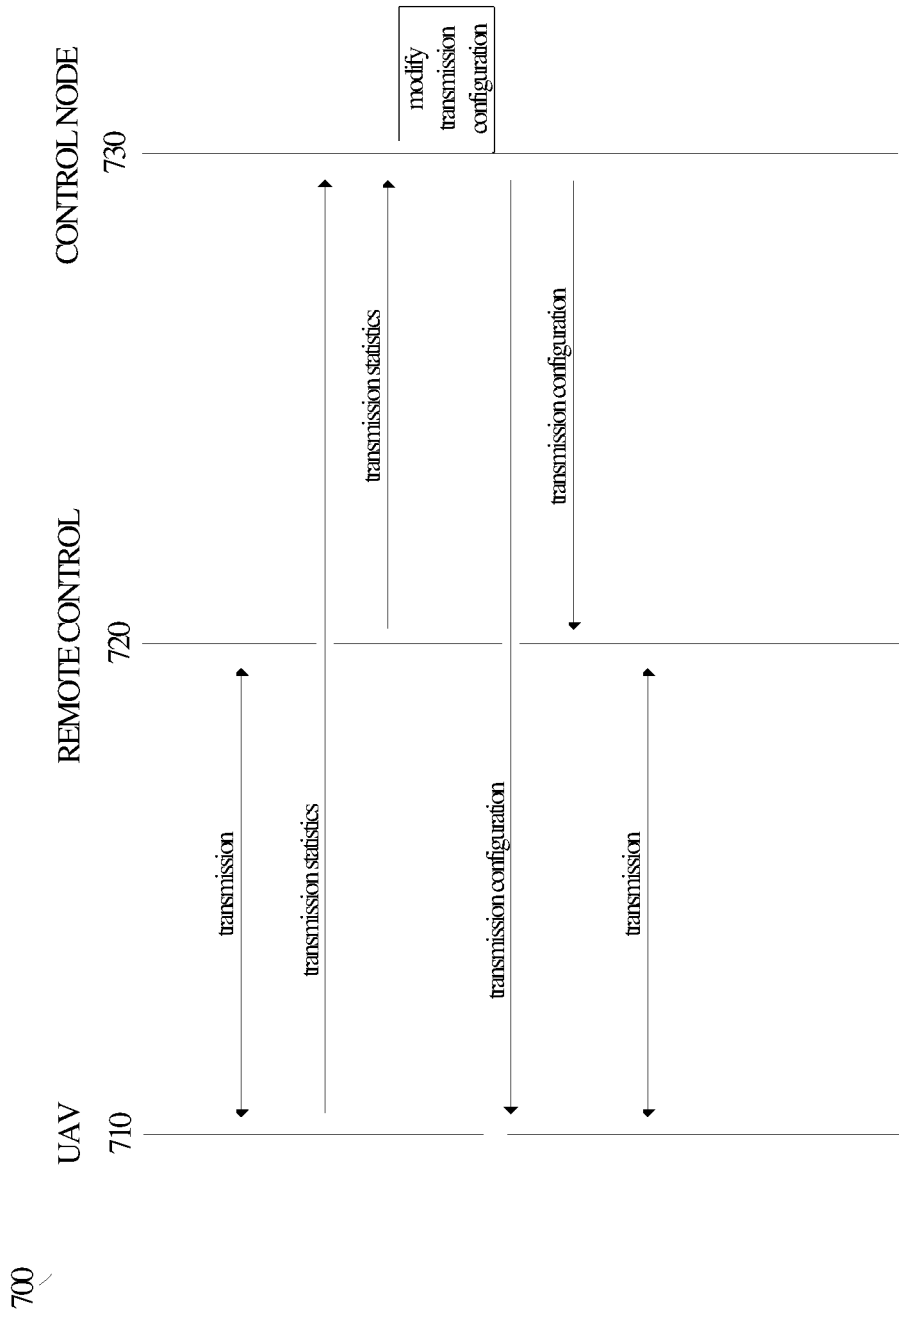 700
UAV
710
REMOTE CONTROL
720
CONTROL NODE
730
transmission
transmission statistics
transmission statistics
modify
transmission
configuration
transmission configuration
transmission configuration
transmission